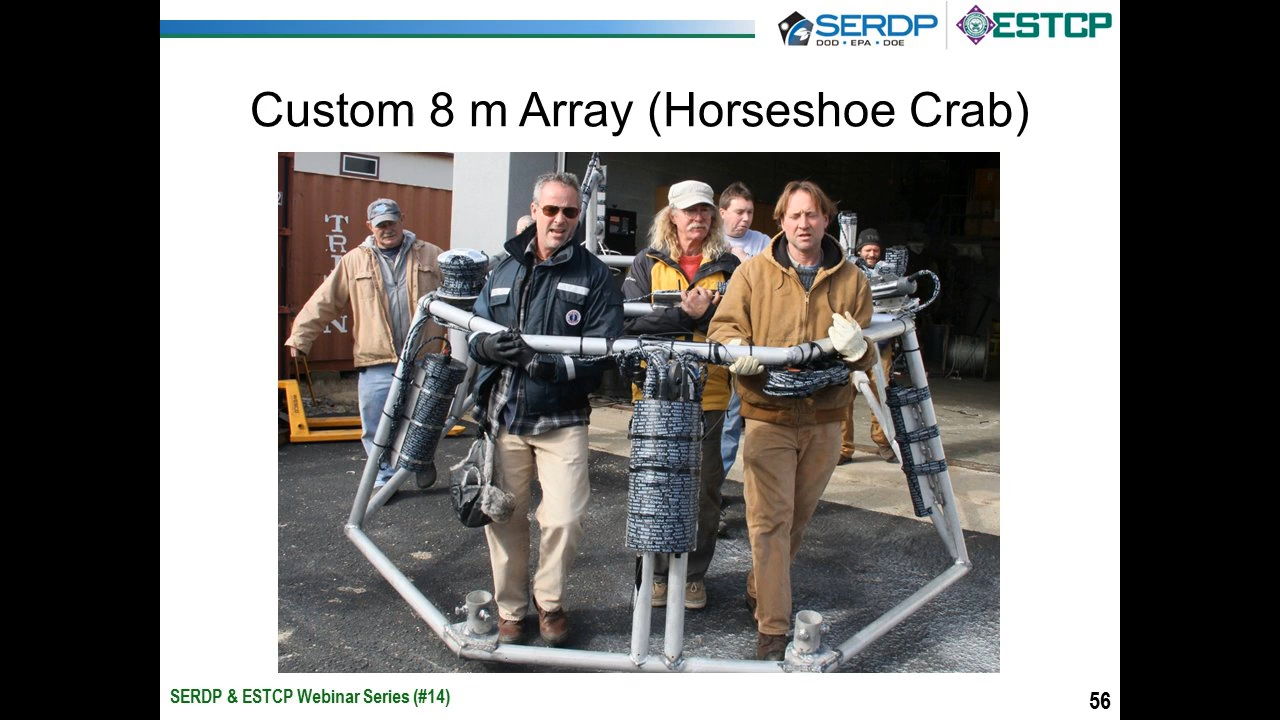 SERDP
DOD • EPA • DOE
ESTCP
Custom 8 m Array (Horseshoe Crab)
SERDP & ESTCP Webinar Series (#14)
56